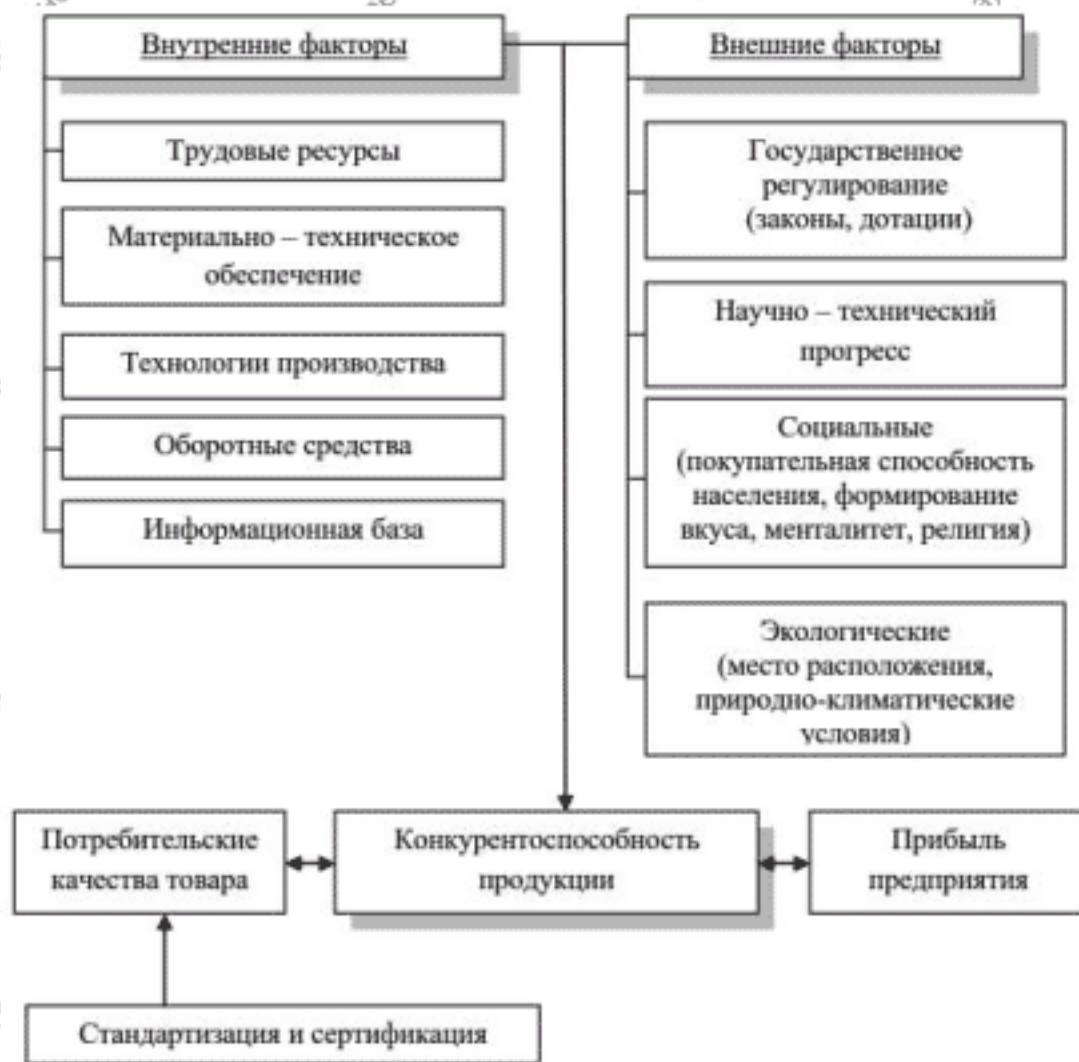 Внутренние факторы
Внешние факторы
Трудовые ресурсы
Материально – техническое
обеспечение
Технологии производства
Оборотные средства
Информационная база
Государственное
регулирование
(законы, дотации)
Научно – технический
прогресс
Социальные
(покупательная способность
населения, формирование
вкуса, менталитет, религия)
Экологические
(место расположения,
природно-климатические
условия)
Потребительские
качества товара
Конкурентоспособность
продукции
Прибыль
предприятия
Стандартизация и сертификация